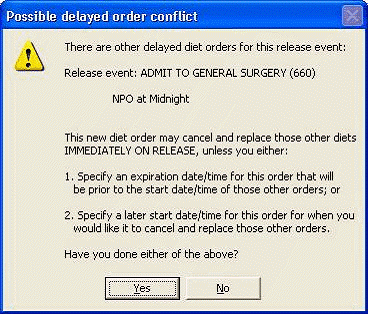 Possible delayed order conflict
There are other delayed diet orders for this release event:
Release event: ADMIT TO GENERAL SURGERY (660)
NPO at Midnight
This new diet order may cancel and replace those other diets
IMMEDIATELY ON RELEASE, unless you either:
1. Specify an expiration date/time for this order that will
be prior to the start date/time of those other orders; or
2. Specify a later start date/time for this order for when you
would like it to cancel and replace those other orders.
Have you done either of the above?
Yes No